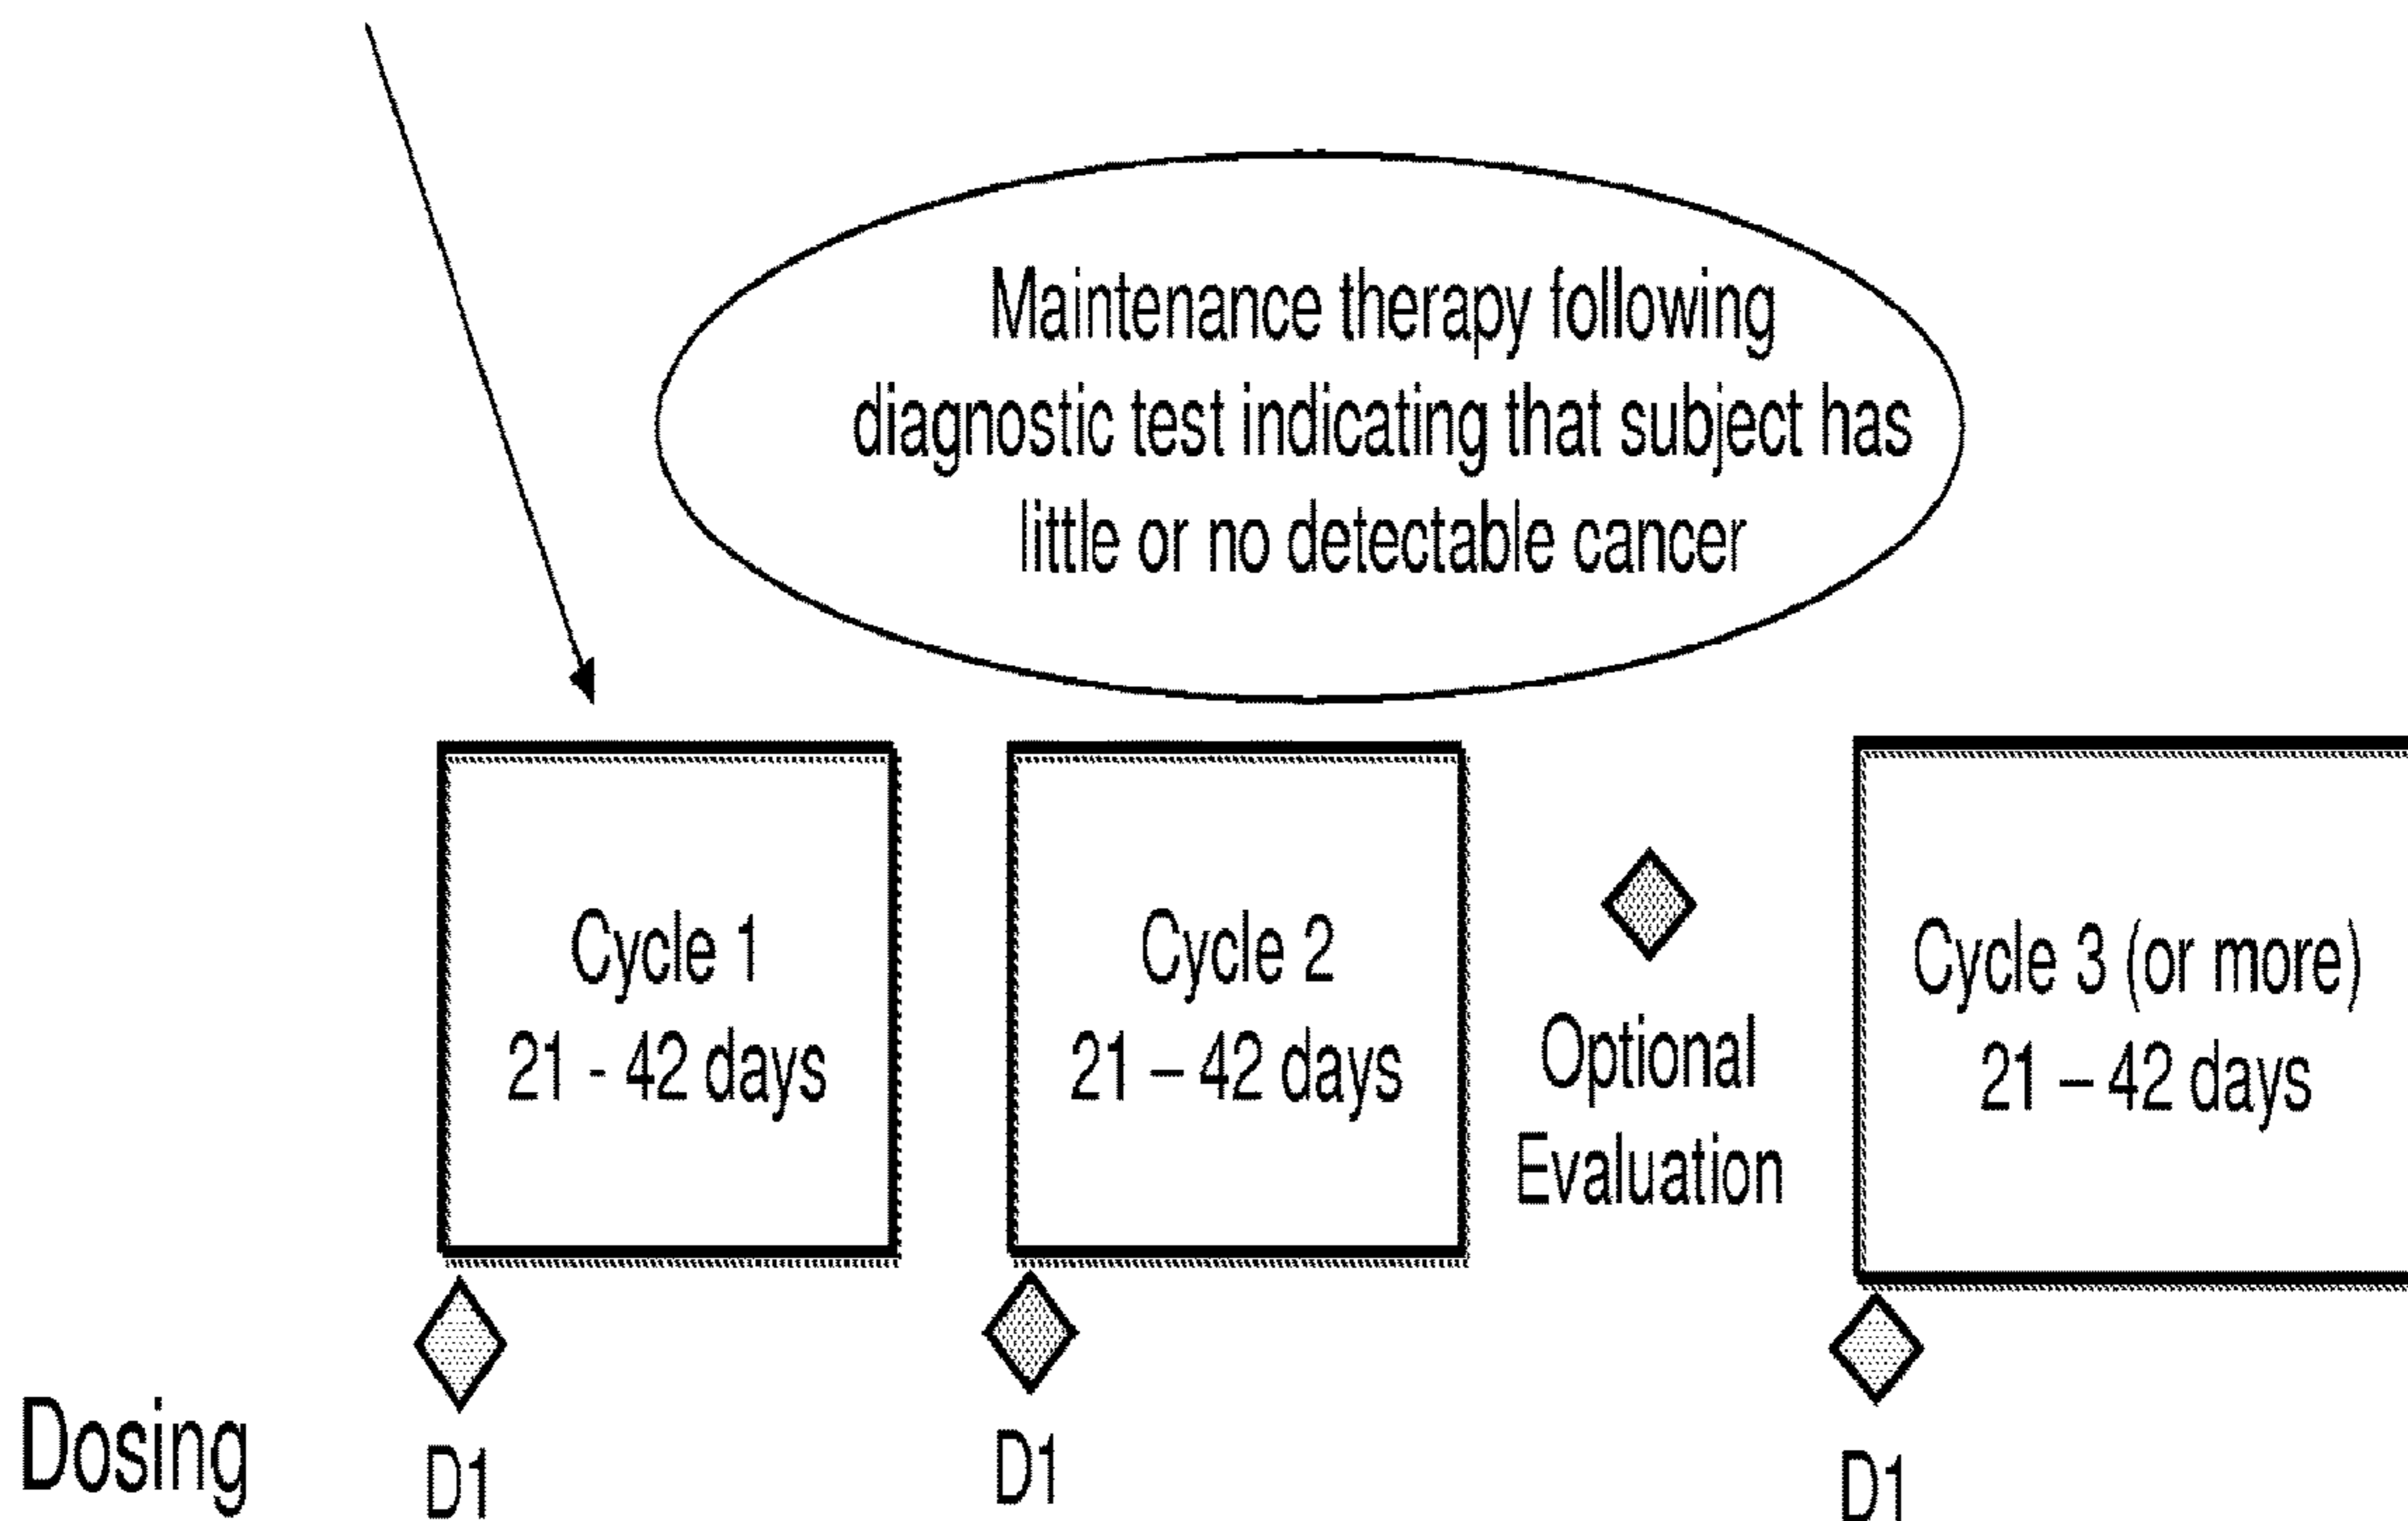 Maintenance therapy following
diagnostic test indicating that subject has
little or no detectable cancer
Cycle 1
21 - 42 days
Cycle 2
21 – 42 days
Optional
Evaluation
Cycle 3 (or more)
21 – 42 days
Dosing
D1
D1
D1